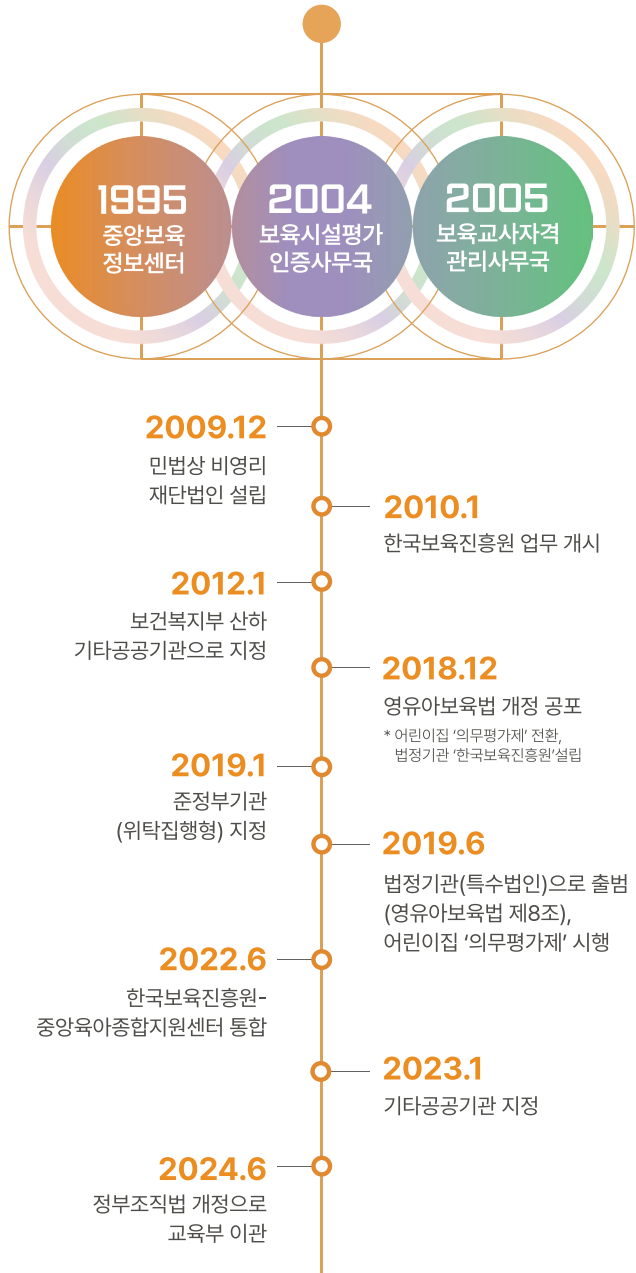 1995
중앙보육
정보센터
2004
보육시설평가
인증사무국
2005
보육교사자격
관리사무국
2009.12
민법상 비영리
재단법인 설립
2010.1
한국보육진흥원 업무 개시
2012.1
보건복지부 산하
기타공공기관으로 지정
2018.12
영유아보육법 개정 공포
* 어린이집 ‘의무평가제’ 전환,
법정기관 ‘한국보육진흥원’설립
2019.1
준정부기관
(위탁집행형) 지정
2019.6
법정기관(특수법인)으로 출범
(영유아보육법 제8조),
어린이집 ‘의무평가제’ 시행
2022.6
한국보육진흥원-
중앙육아종합지원센터 통합
2023.1
기타공공기관 지정
2024.6
정부조직법 개정으로
교육부 이관